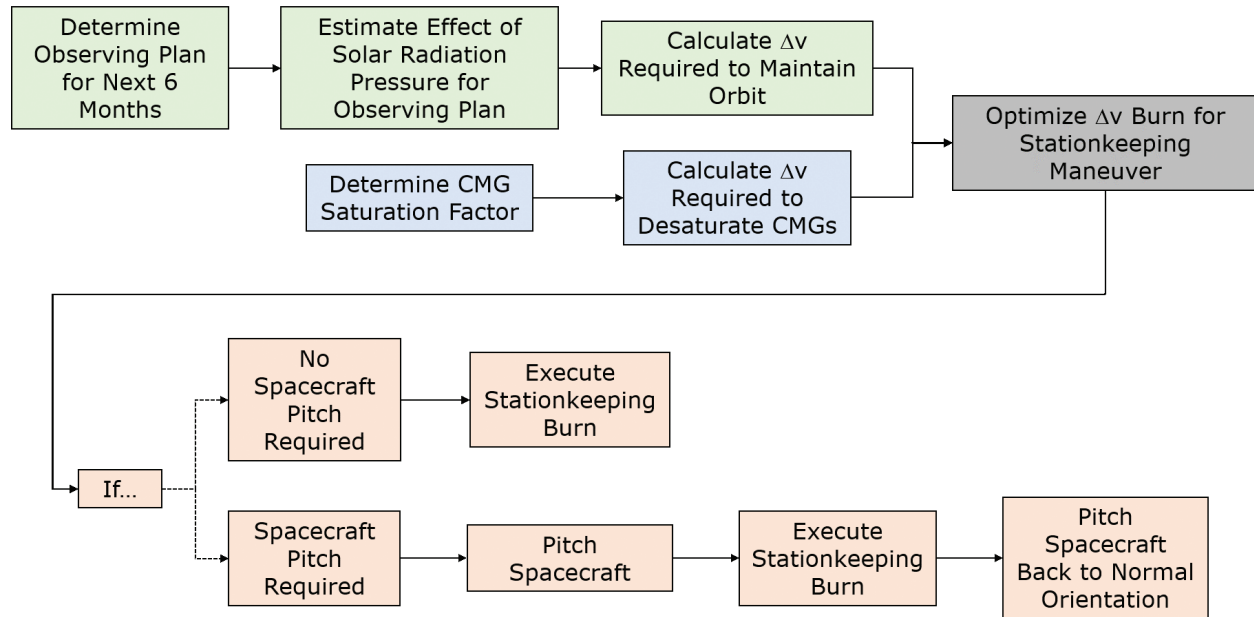 Determine
Observing Plan
for Next 6
Months
Estimate Effect of
Solar Radiation
Pressure for
Observing Plan
Calculate Δv
Required to Maintain
Orbit
Determine CMG
Saturation Factor
Calculate Δv
Required to
Desaturate CMGs
Optimize Δv Burn for
Stationkeeping
Maneuver
If…
No
Spacecraft
Pitch
Required
Execute
Stationkeeping
Burn
Spacecraft
Pitch
Required
Pitch
Spacecraft
Execute
Stationkeeping
Burn
Pitch
Spacecraft
Back to Normal
Orientation